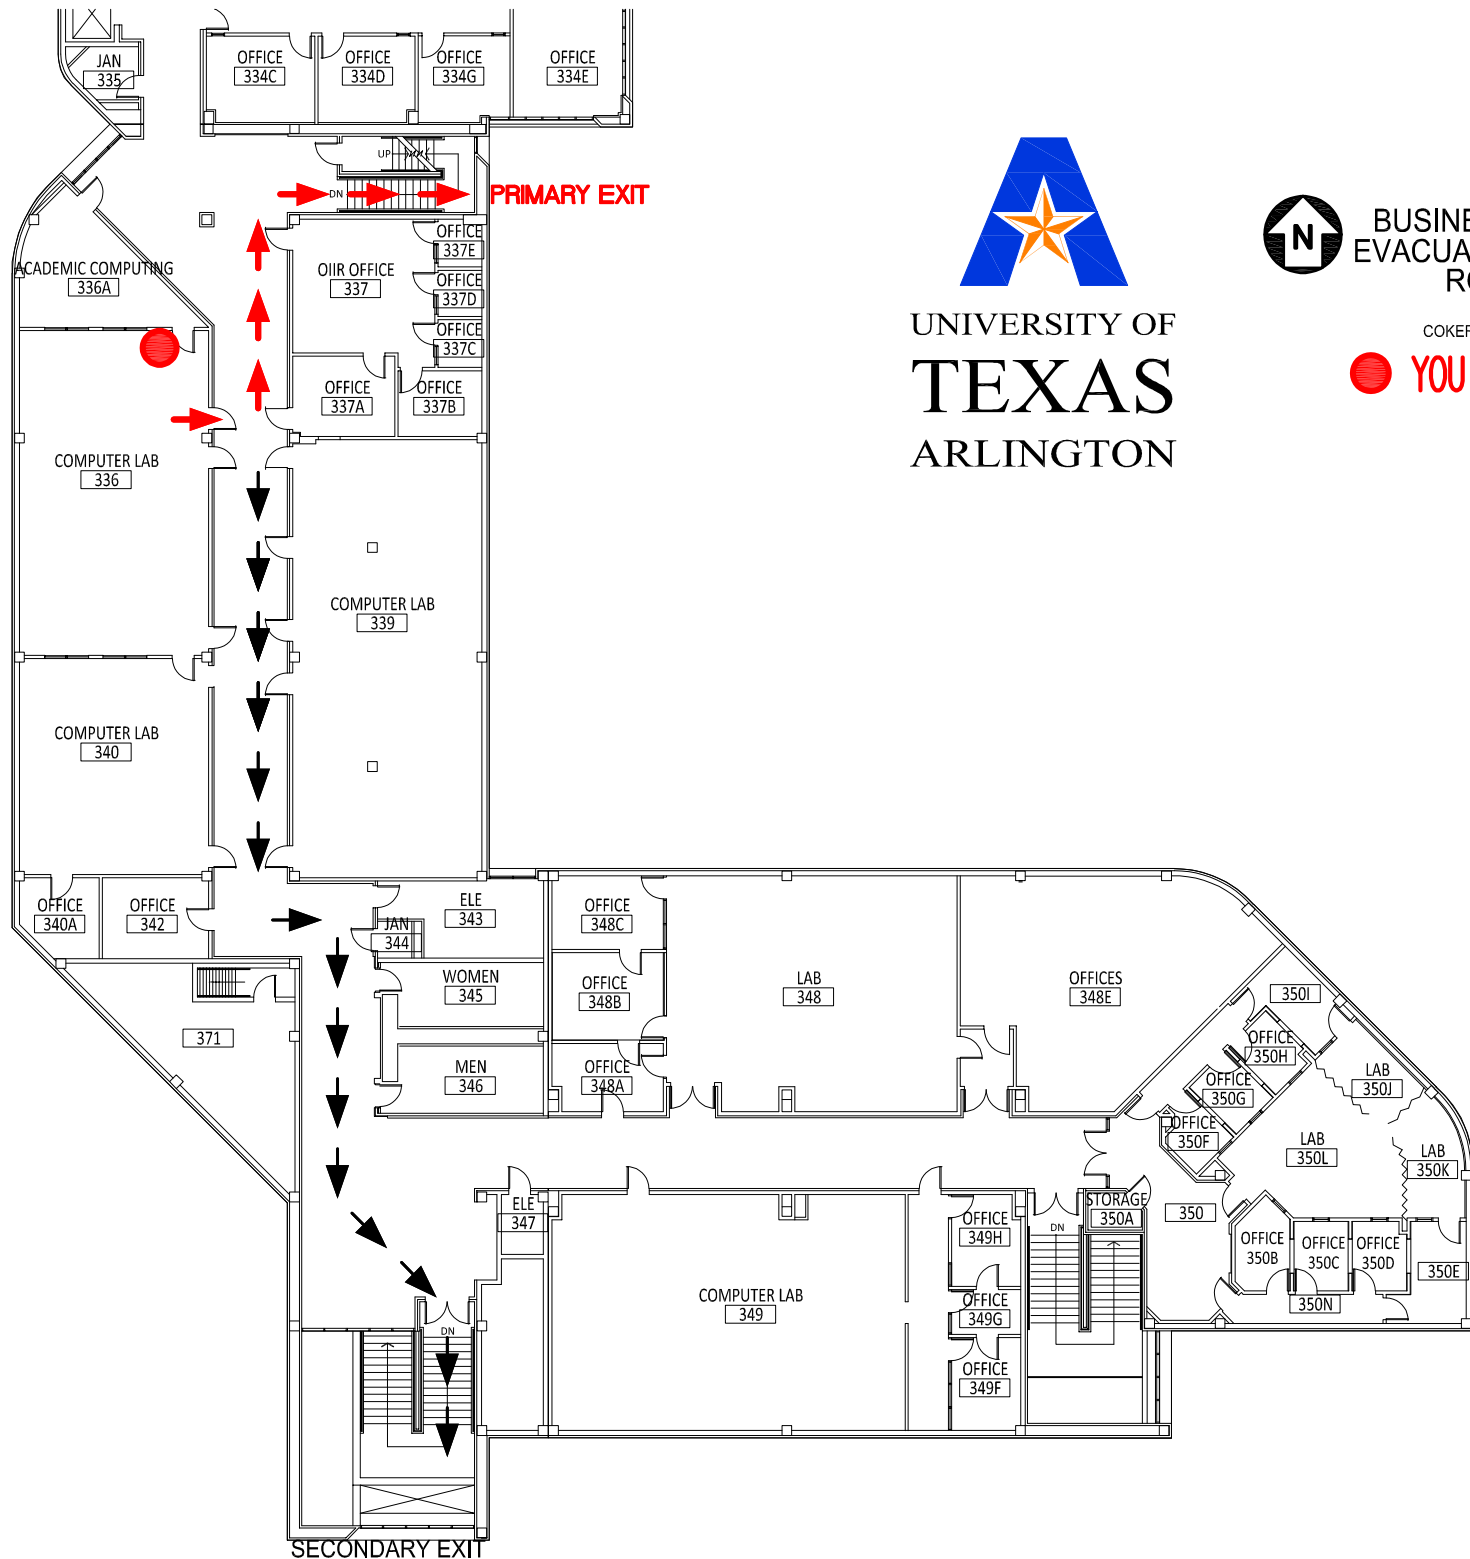 JAN
335
OFFICE
334C
OFFICE
334D
OFFICE
334G
OFFICE
334E
UP
DN
PRIMARY EXIT
ACADEMIC COMPUTING
336A
OIIR OFFICE
337
OFFICE
337E
OFFICE
337D
OFFICE
337C
OFFICE
337A
OFFICE
337B
UNIVERSITY OF
TEXAS
ARLINGTON
N
BUSINE
EVACUA
RO
COKER
YOU
COMPUTER LAB
336
COMPUTER LAB
339
COMPUTER LAB
340
OFFICE
340A
OFFICE
342
ELE
343
JAN
344
WOMEN
345
MEN
346
371
OFFICE
348C
OFFICE
348B
OFFICE
348A
LAB
348
OFFICES
348E
350I
OFFICE
350H
OFFICE
350G
OFFICE
350F
LAB
350J
LAB
350L
LAB
350K
ELE
347
STORAGE
350A
350
OFFICE
350B
OFFICE
350C
OFFICE
350D
350E
350N
COMPUTER LAB
349
OFFICE
349H
OFFICE
349G
OFFICE
349F
DN
DN
SECONDARY EXIT